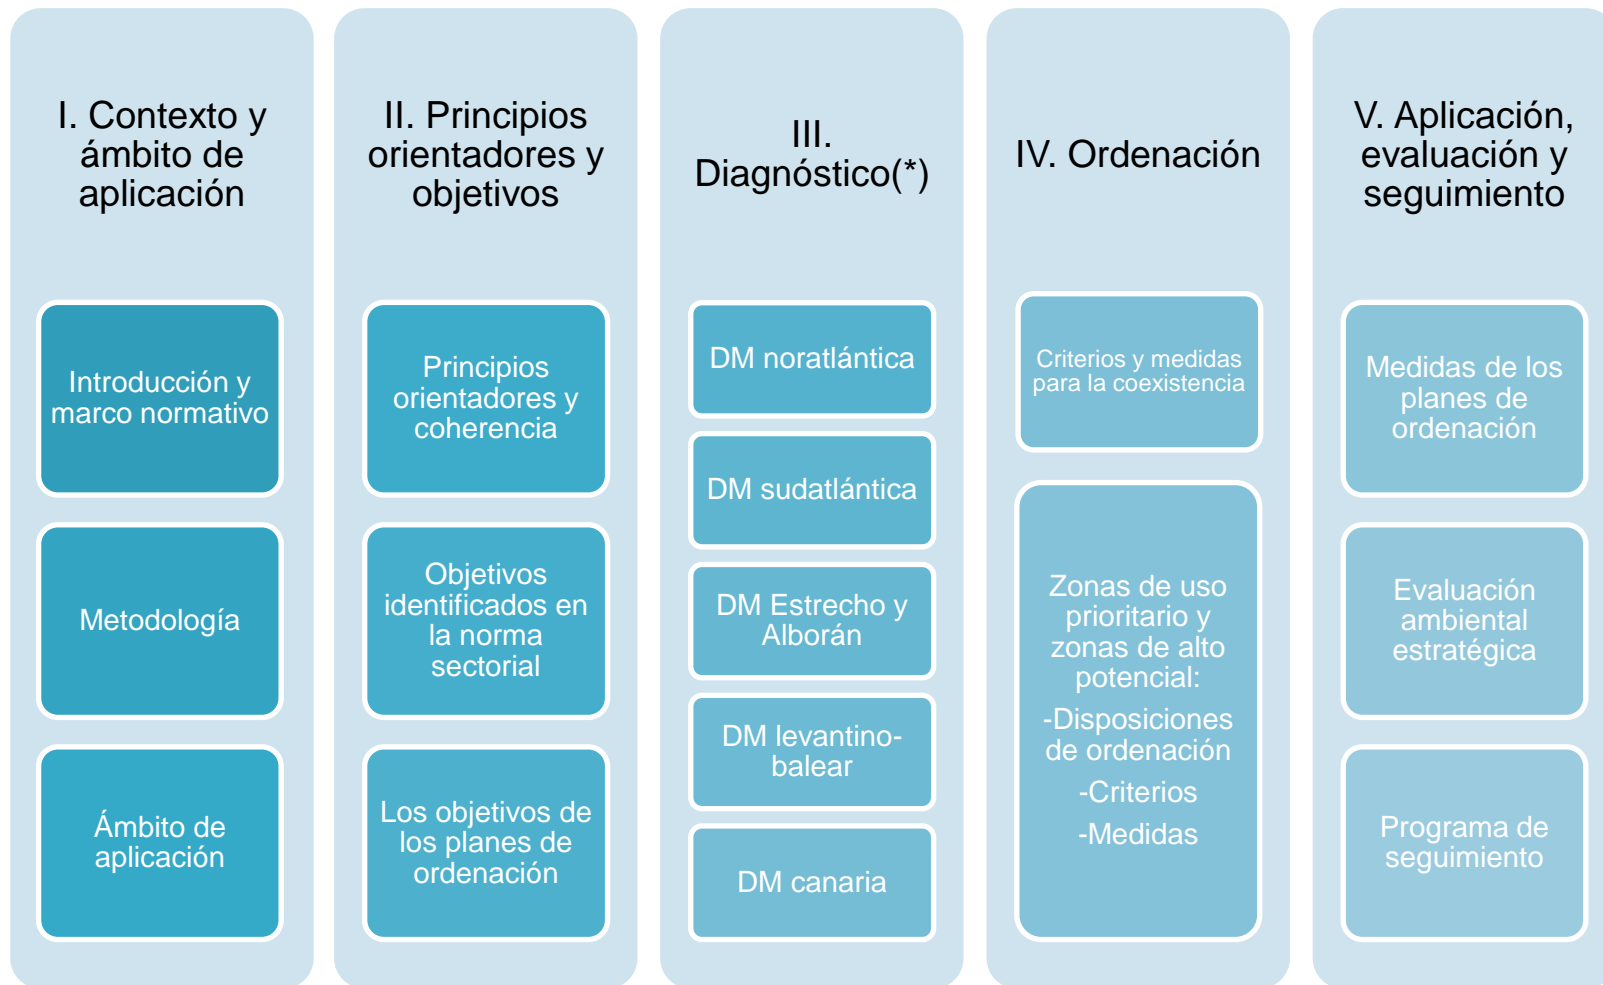 I. Contexto y
ámbito de
aplicación
Introducción y
marco normativo
Metodología
Ámbito de
aplicación
II. Principios
orientadores y
objetivos
Principios
orientadores y
coherencia
Objetivos
identificados en
la norma
sectorial
Los objetivos de
los planes de
ordenación
III.
Diagnóstico(*)
DM noratlántica
DM sudatlántica
DM Estrecho y
Alborán
DM levantino-
balear
DM canaria
IV. Ordenación
Criterios y medidas
para la coexistencia
Zonas de uso
prioritario y
zonas de alto
potencial:
-Disposiciones
de ordenación
-Criterios
-Medidas
V. Aplicación,
evaluación y
seguimiento
Medidas de los
planes de
ordenación
Evaluación
ambiental
estratégica
Programa de
seguimiento